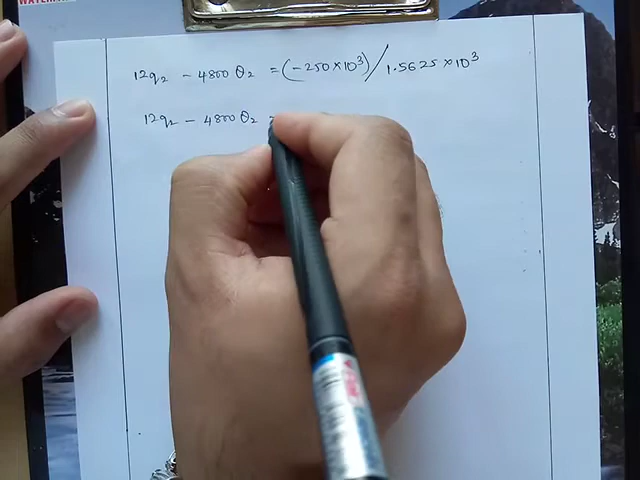 12q₂ - 4800 θ₂ = (-250×10³) / 1.5625×10³
12q₂ - 4800 θ₂ =